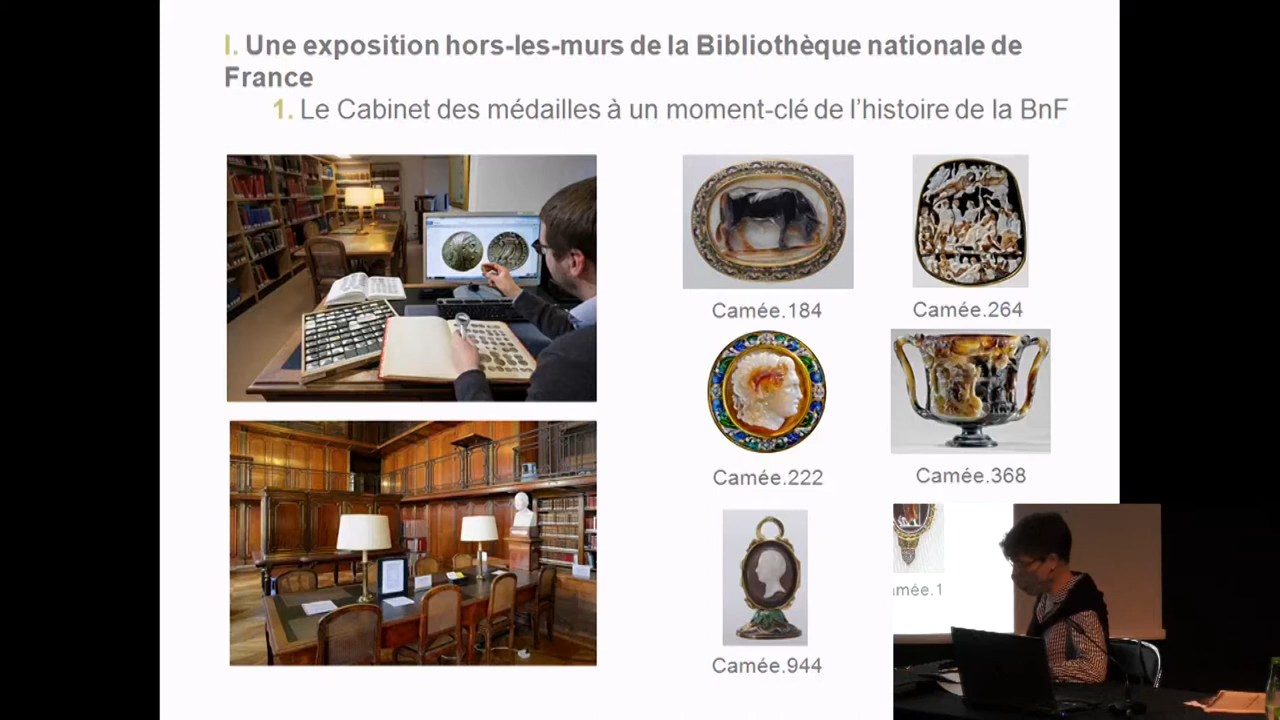 I. Une exposition hors-les-murs de la Bibliothèque nationale de
France
1. Le Cabinet des médailles à un moment-clé de l'histoire de la BnF
Camée.184
Camée.264
Camée.222
Camée.368
Camée.944
amée.1